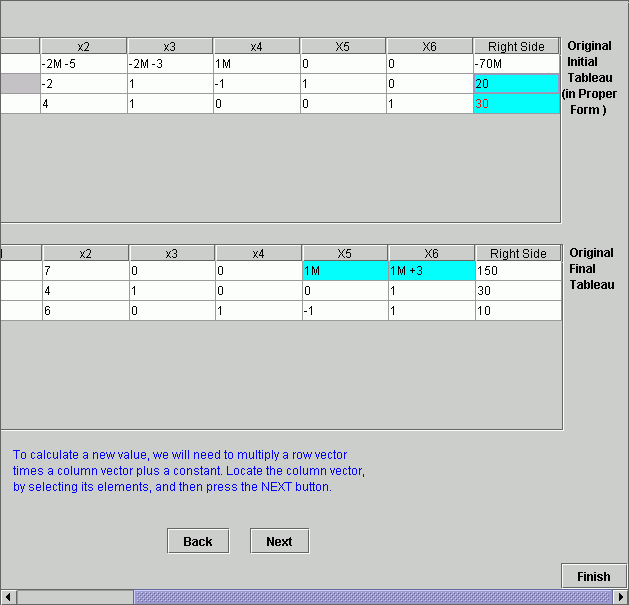 x2 x3 x4 X5 X6 Right Side
-2M -5 -2M -3 1M 0 0 -70M
-2 1 -1 1 0 20
4 1 0 0 1 30
Original
Initial
Tableau
(in Proper
Form )
x2 x3 x4 X5 X6 Right Side
7 0 0 1M 1M +3 150
4 1 0 0 1 30
6 0 1 -1 1 10
Original
Final
Tableau
To calculate a new value, we will need to multiply a row vector
times a column vector plus a constant. Locate the column vector,
by selecting its elements, and then press the NEXT button.
Back Next
Finish